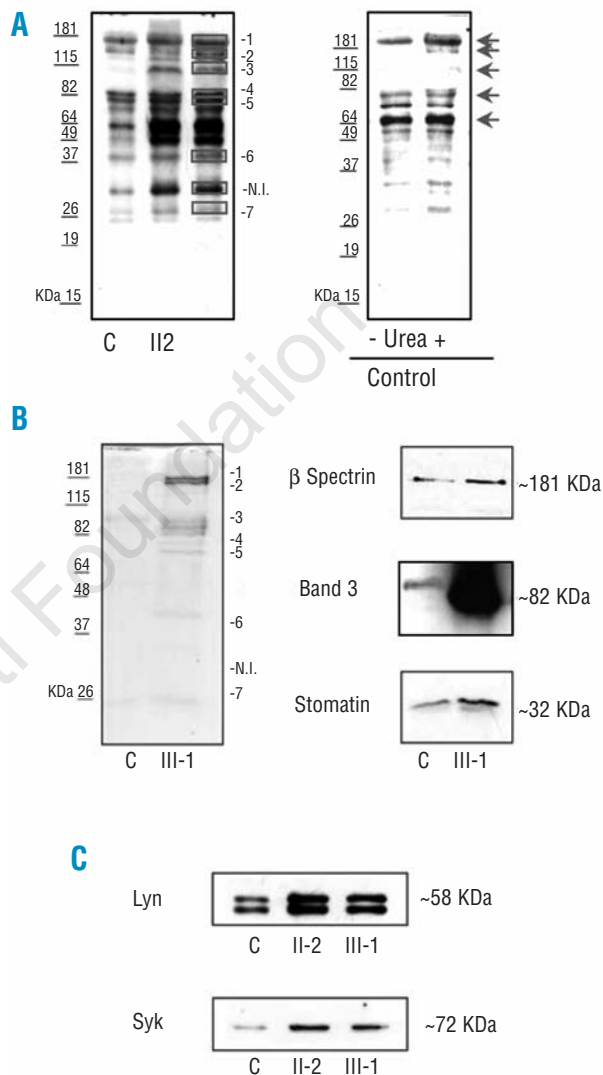 A
181
115
82
64
49
37
26
19
KDa 15
-1
-2
-3
-4
-5
-6
-N.I.
-7
C II2
181
115
82
64
49
37
26
19
KDa 15
- Urea +
Control
B
181
115
82
64
48
37
KDa 26
-1
-2
-3
-4
-5
-6
-N.I.
-7
C III-1
β Spectrin ~181 KDa
Band 3 ~82 KDa
Stomatin ~32 KDa
C III-1
C
Lyn ~58 KDa
C II-2 III-1
Syk ~72 KDa
C II-2 III-1
ti Foundation